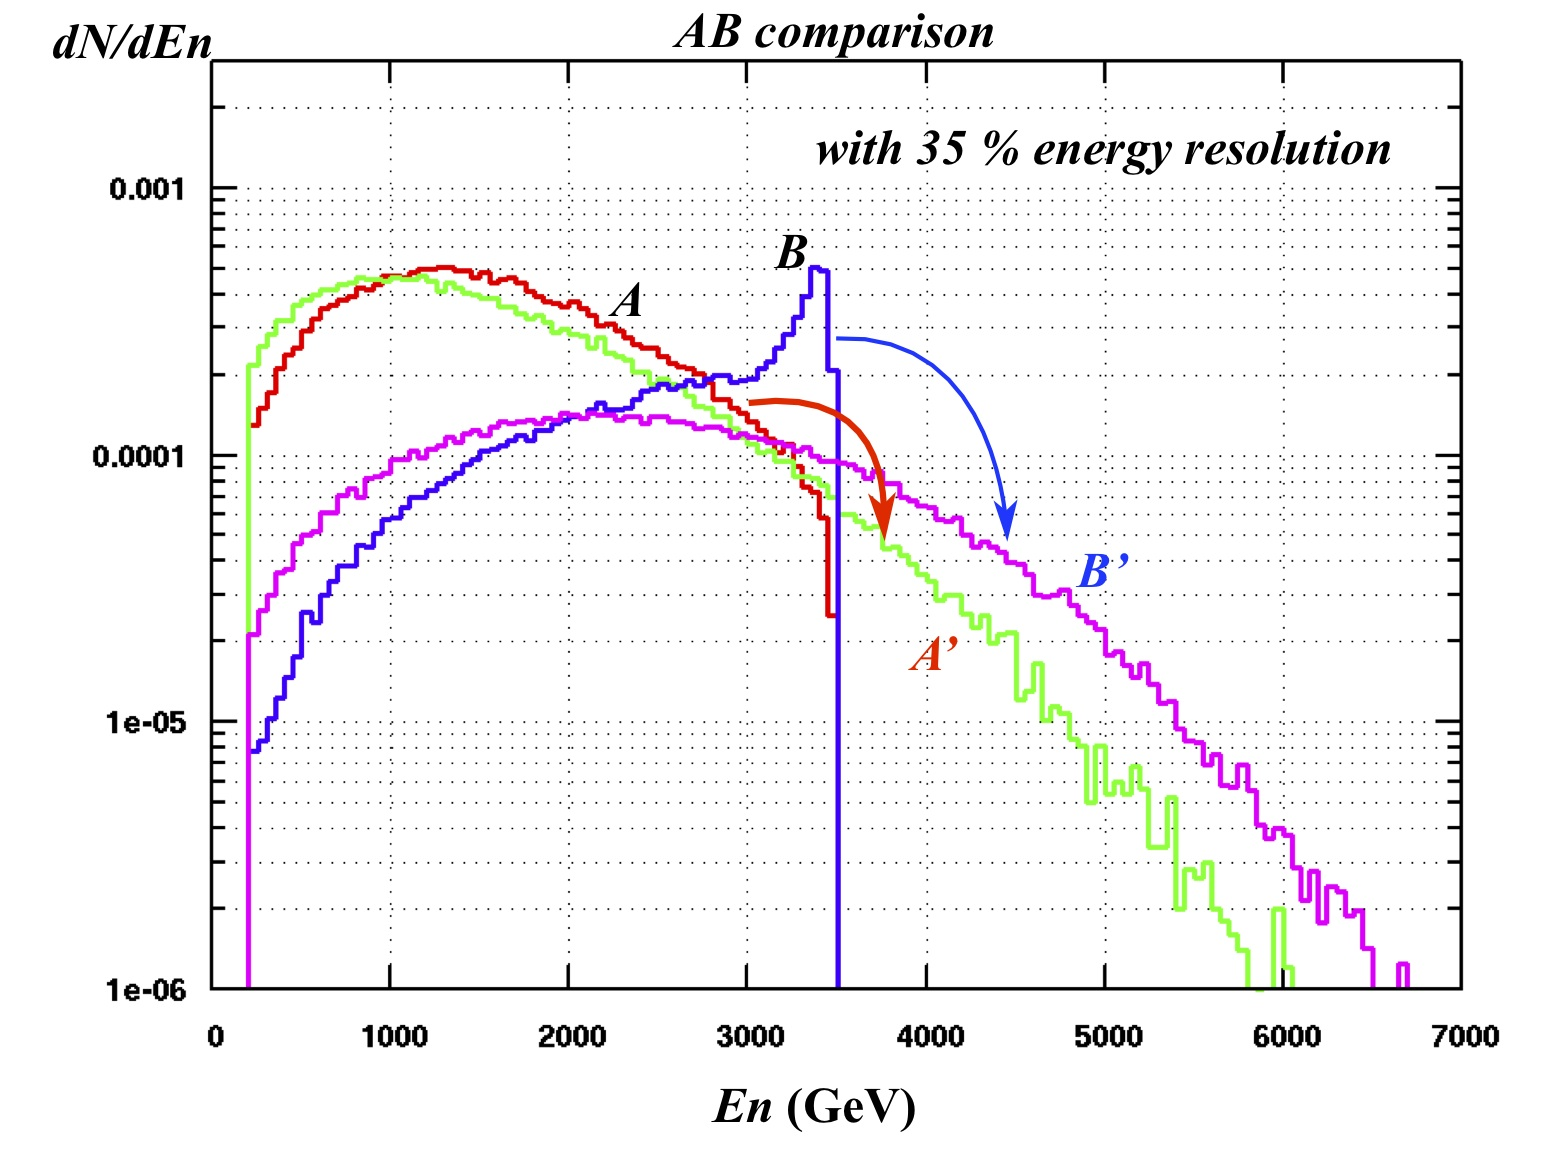 AB comparison
dN/dEn
with 35 % energy resolution
0.001
B
A
0.0001
B’
A’
1e-05
1e-06
0 1000 2000 3000 4000 5000 6000 7000
En (GeV)